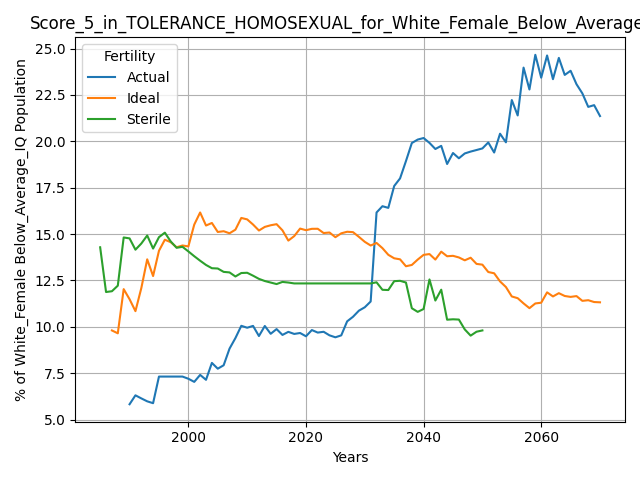 Score_5_in_TOLERANCE_HOMOSEXUAL_for_White_Female_Below_Average
% of White_Female Below_Average_IQ Population
25.0
22.5
20.0
17.5
15.0
12.5
10.0
7.5
5.0
Fertility
Actual
Ideal
Sterile
2000
2020
2040
2060
Years